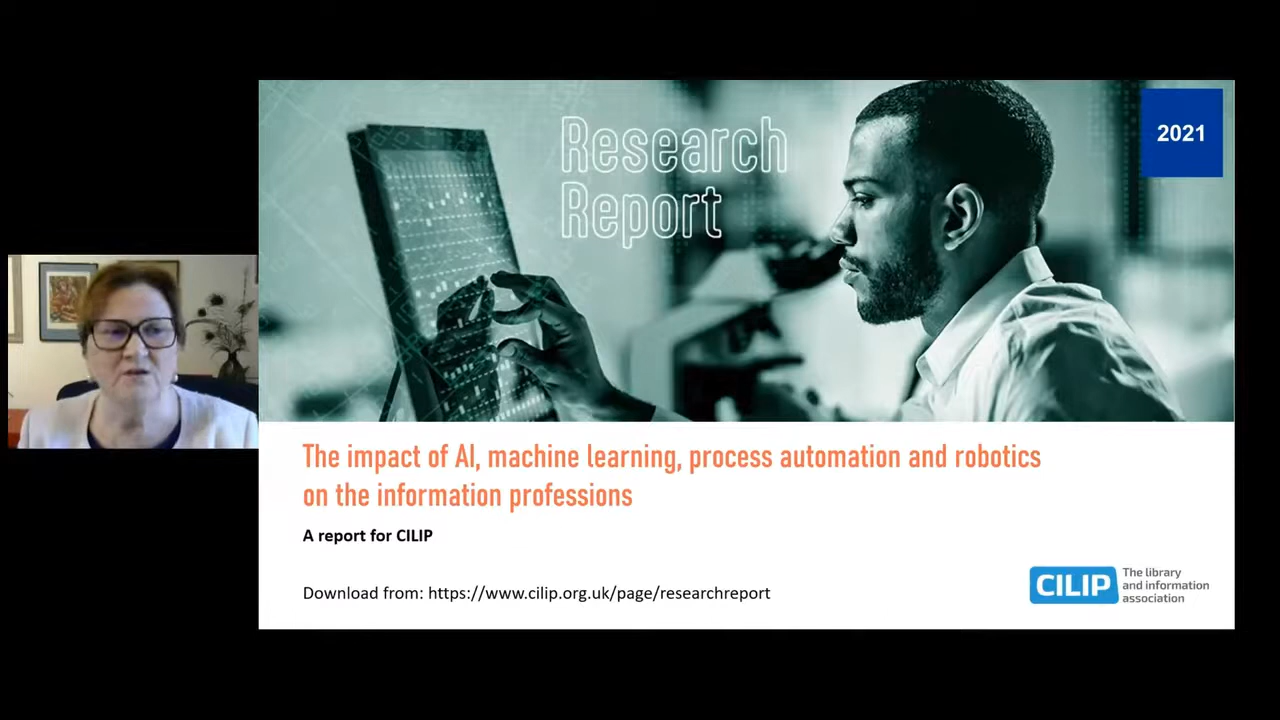 Research
Report
2021
The impact of AI, machine learning, process automation and robotics
on the information professions
A report for CILIP
Download from: https://www.cilip.org.uk/page/researchreport
CILIP
The library
and information
association